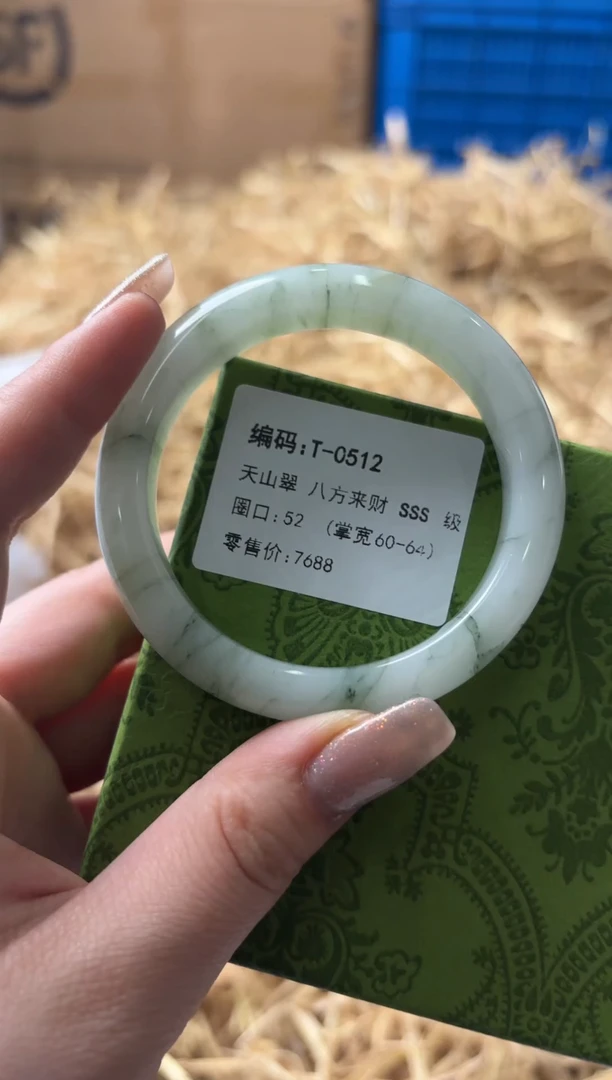 SF
编码:T-0512
天山翠 八方来财 SSS 级
圈口:52 (掌宽60-64)
零售价:7688